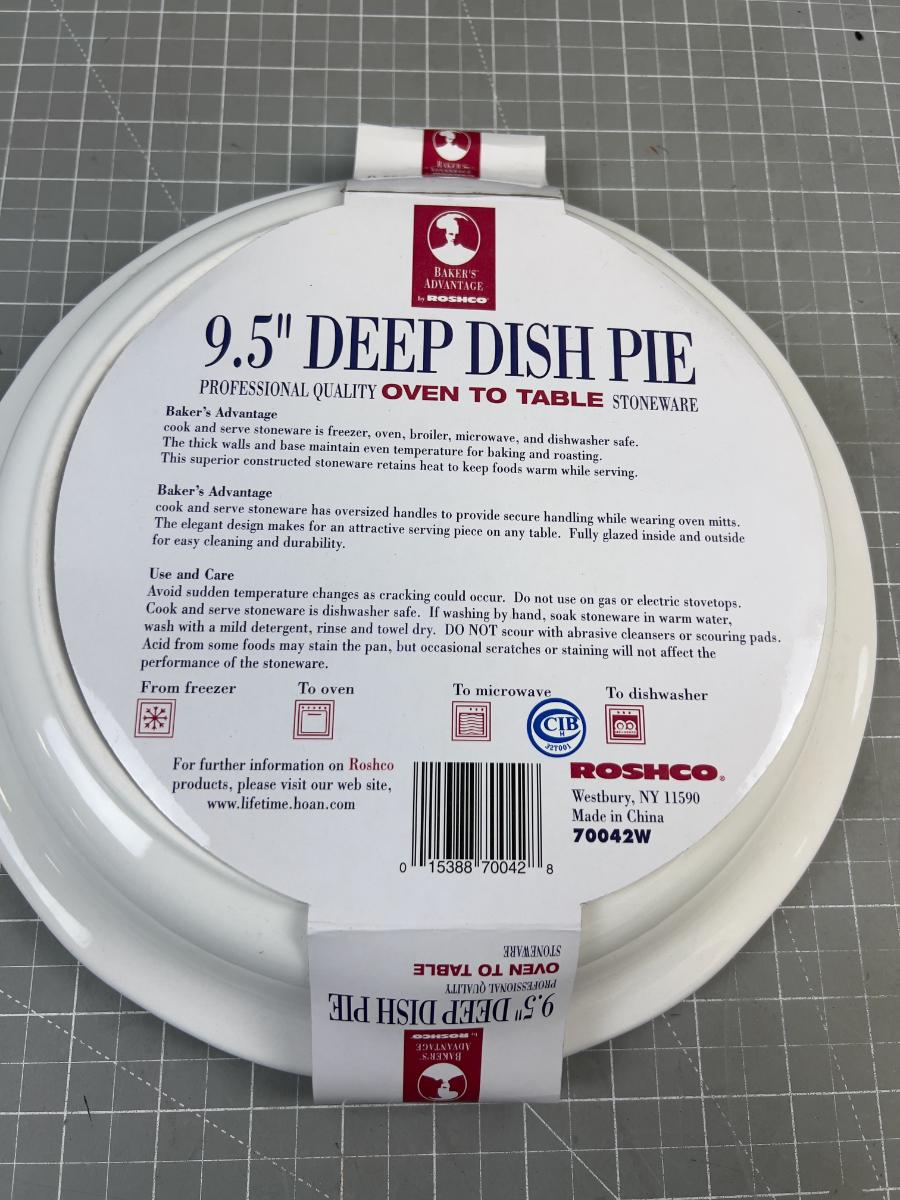 BAKER'S
ADVANTAGE
by ROSHCO
9.5" DEEP DISH PIE
PROFESSIONAL QUALITY OVEN TO TABLE STONEWARE
Baker's Advantage
cook and serve stoneware is freezer, oven, broiler, microwave, and dishwasher safe.
The thick walls and base maintain even temperature for baking and roasting.
This superior constructed stoneware retains heat to keep foods warm while serving.
Baker's Advantage
cook and serve stoneware has oversized handles to provide secure handling while wearing oven mitts.
The elegant design makes for an attractive serving piece on any table. Fully glazed inside and outside
for easy cleaning and durability.
Use and Care
Avoid sudden temperature changes as cracking could occur. Do not use on gas or electric stovetops.
Cook and serve stoneware is dishwasher safe. If washing by hand, soak stoneware in warm water,
wash with a mild detergent, rinse and towel dry. DO NOT scour with abrasive cleansers or scouring pads.
Acid from some foods may stain the pan, but occasional scratches or staining will not affect the
performance of the stoneware.
From freezer To oven To microwave To dishwasher
CIB
H
32T001
For further information on Roshco
products, please visit our web site,
www.lifetime.hoan.com
ROSHCO®
Westbury, NY 11590
Made in China
70042W
0 15388 70042 8
BAKER'S
ADVANTAGE
by ROSHCO
9.5" DEEP DISH PIE
PROFESSIONAL QUALITY
OVEN TO TABLE
STONEWARE